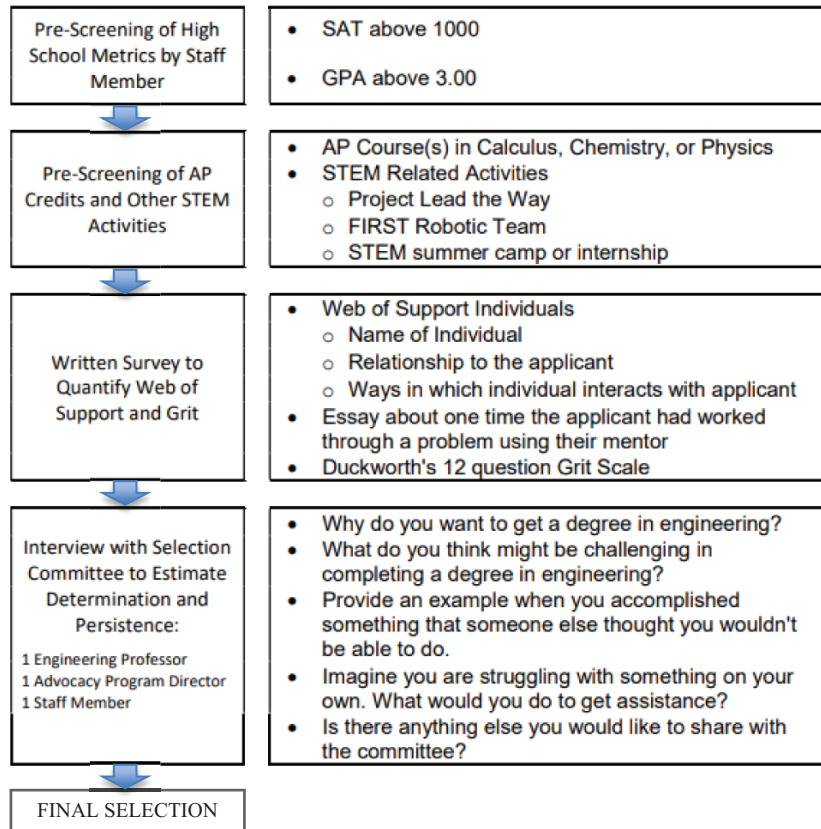 Pre-Screening of High
School Metrics by Staff
Member
• SAT above 1000
• GPA above 3.00
Pre-Screening of AP
Credits and Other STEM
Activities
• AP Course(s) in Calculus, Chemistry, or Physics
• STEM Related Activities
o Project Lead the Way
o FIRST Robotic Team
o STEM summer camp or internship
Written Survey to
Quantify Web of
Support and Grit
• Web of Support Individuals
o Name of Individual
o Relationship to the applicant
o Ways in which individual interacts with applicant
• Essay about one time the applicant had worked
through a problem using their mentor
• Duckworth's 12 question Grit Scale
Interview with Selection
Committee to Estimate
Determination and
Persistence:
1 Engineering Professor
1 Advocacy Program Director
1 Staff Member
• Why do you want to get a degree in engineering?
• What do you think might be challenging in
completing a degree in engineering?
• Provide an example when you accomplished
something that someone else thought you wouldn't
be able to do.
• Imagine you are struggling with something on your
own. What would you do to get assistance?
• Is there anything else you would like to share with
the committee?
FINAL SELECTION